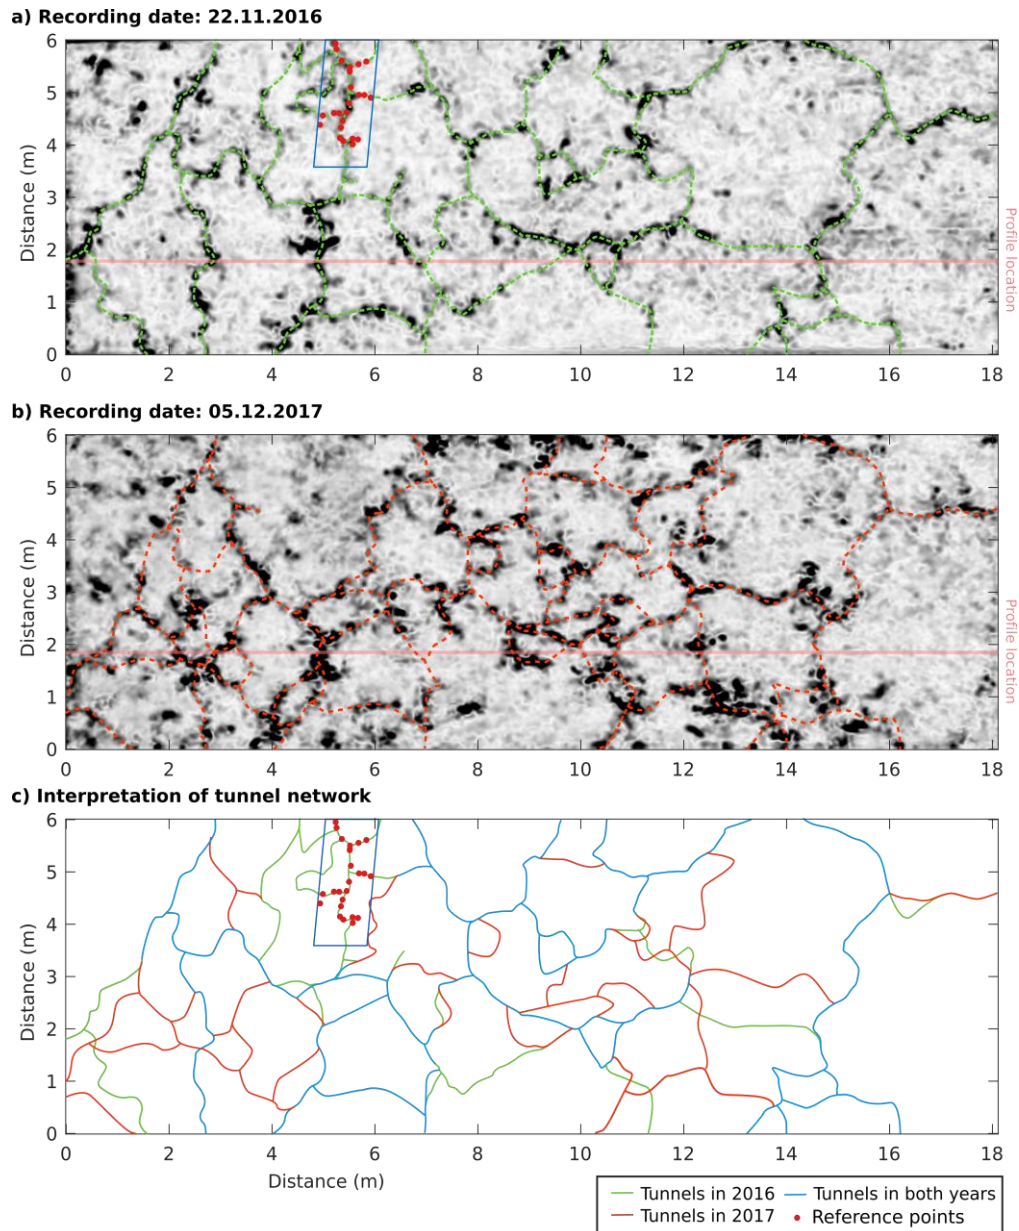 a) Recording date: 22.11.2016
6
5
4
3
2
1
0
Distance (m)
Profile location
0 2 4 6 8 10 12 14 16 18
b) Recording date: 05.12.2017
6
5
4
3
2
1
0
Distance (m)
Profile location
0 2 4 6 8 10 12 14 16 18
c) Interpretation of tunnel network
6
5
4
3
2
1
0
Distance (m)
0 2 4 6 8 10 12 14 16 18
Distance (m)
Tunnels in 2016 Tunnels in both years
Tunnels in 2017 Reference points